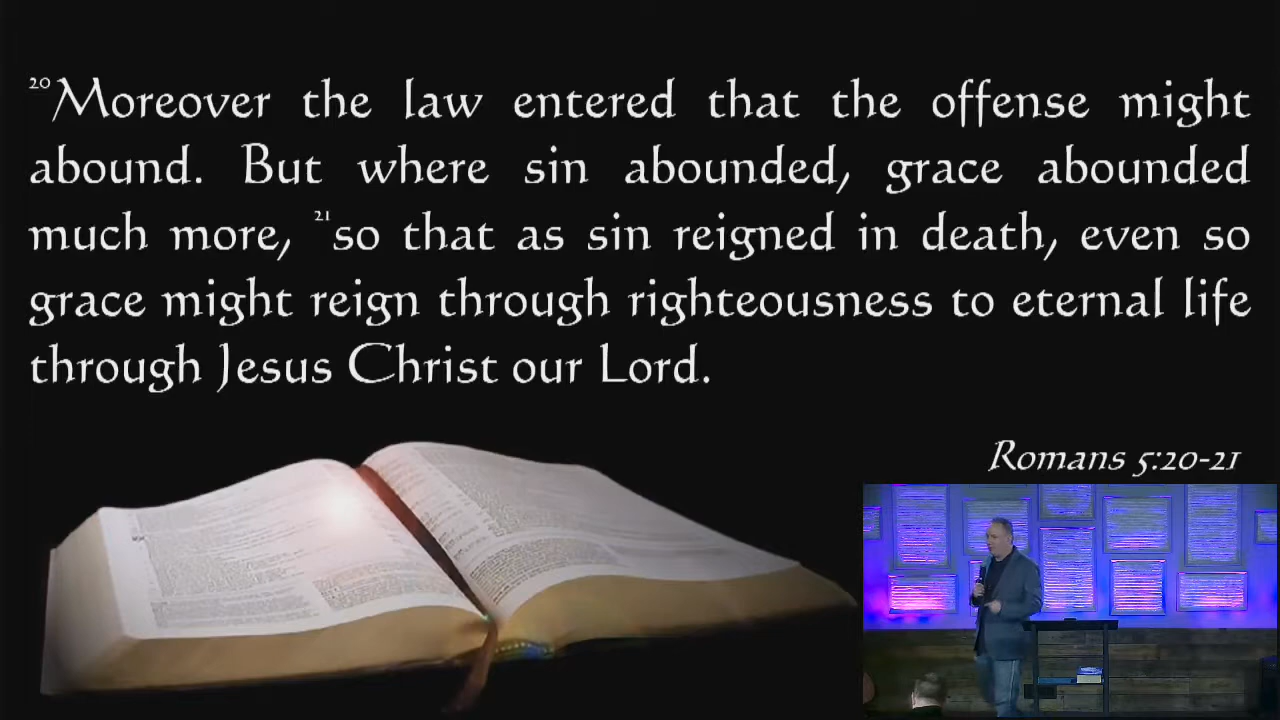 20Moreover the law entered that the offense might
abound. But where sin abounded, grace abounded
much more, 21so that as sin reigned in death, even so
grace might reign through righteousness to eternal life
through Jesus Christ our Lord.
Romans 5:20-21